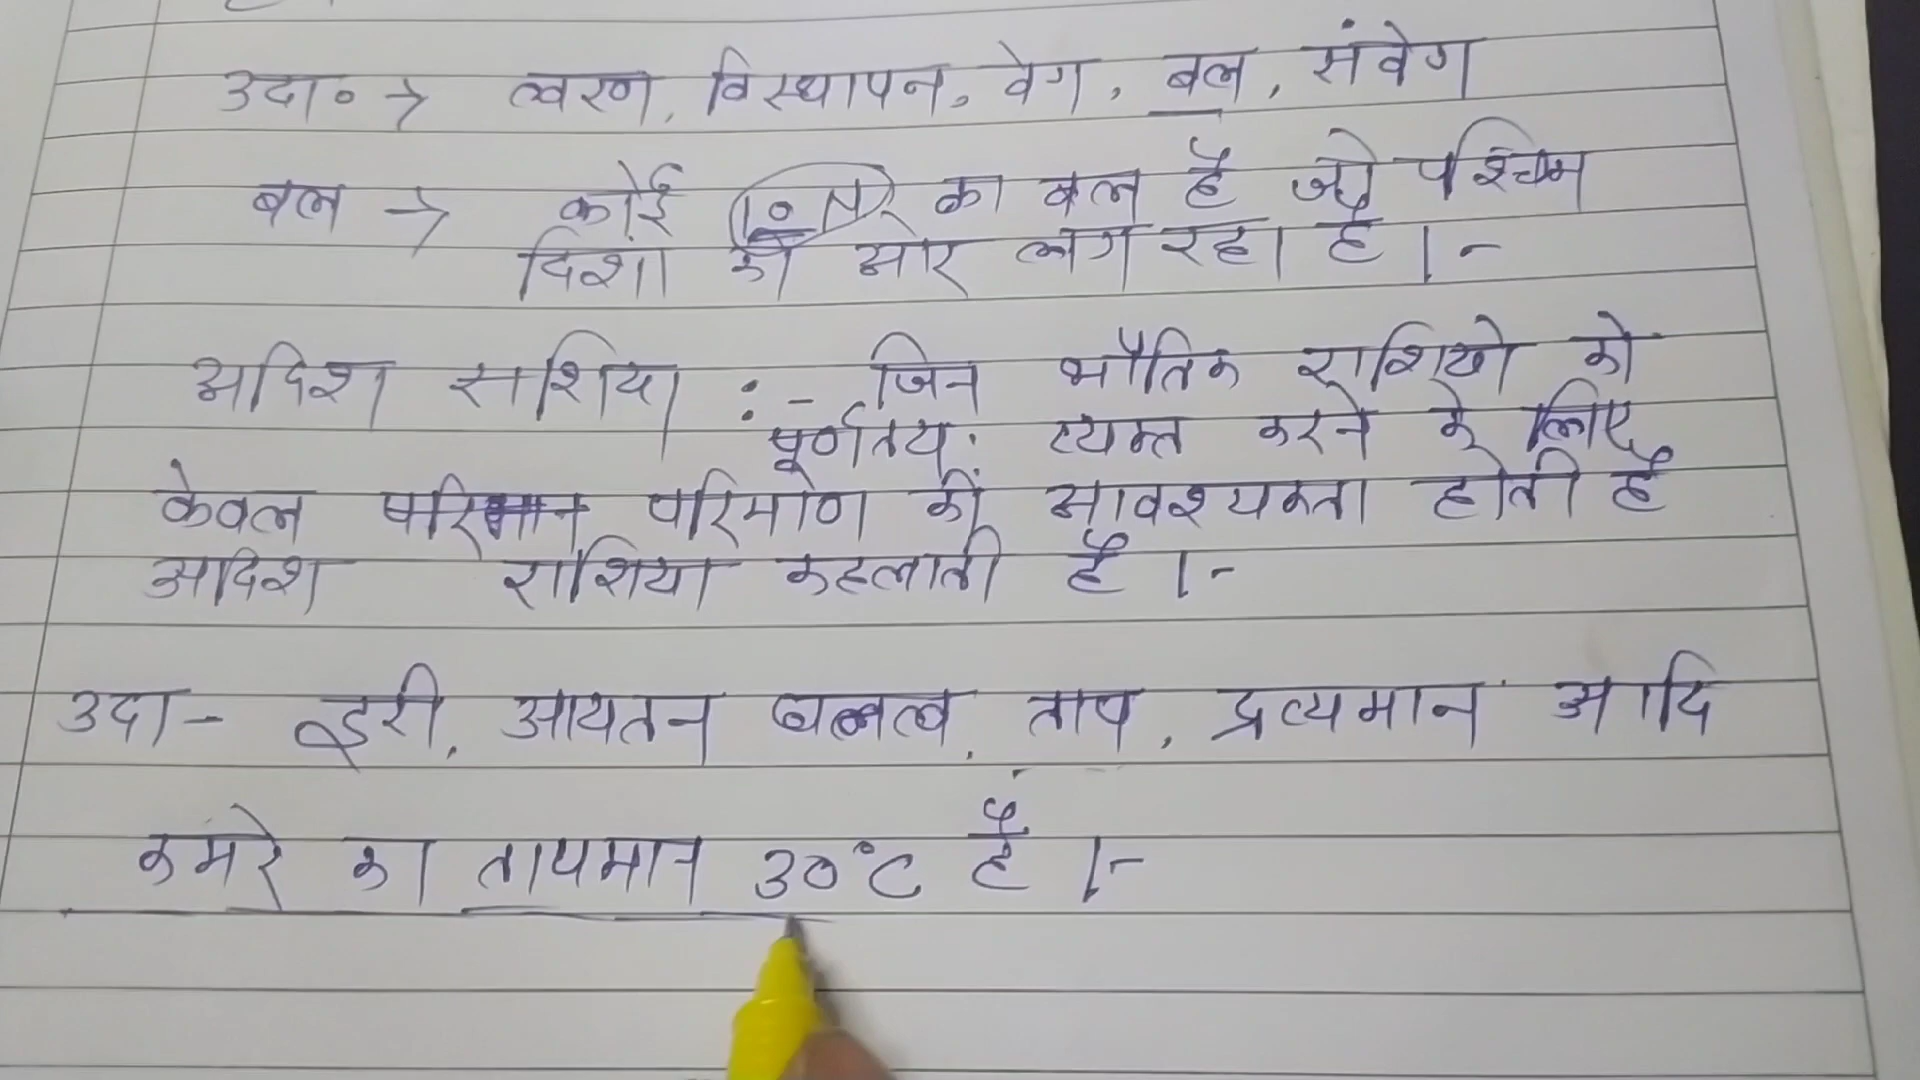 उदा० → त्वरण, विस्थापन, वेग, बल, संवेग
बल → कोई 10 N का बल है जो पश्चिम
दिशा की ओर लग रहा है ।-
अदिश राशिया :- जिन भौतिक राशियो को
पूर्णतय: व्यक्त करने के लिए
केवल परिमाण की आवश्यकता होती है
अदिश राशिया कहलाती है ।-
उदा- दूरी, आयतन घनत्व, ताप, द्रव्यमान आदि
कमरे का तापमान 30°C है ।-